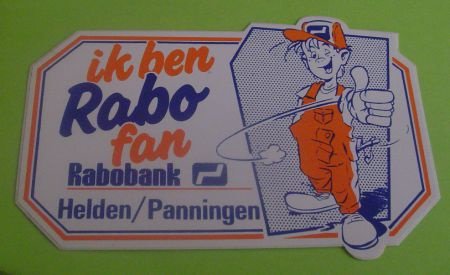 ik ben
Rabo
fan
Rabobank
Helden/Panningen